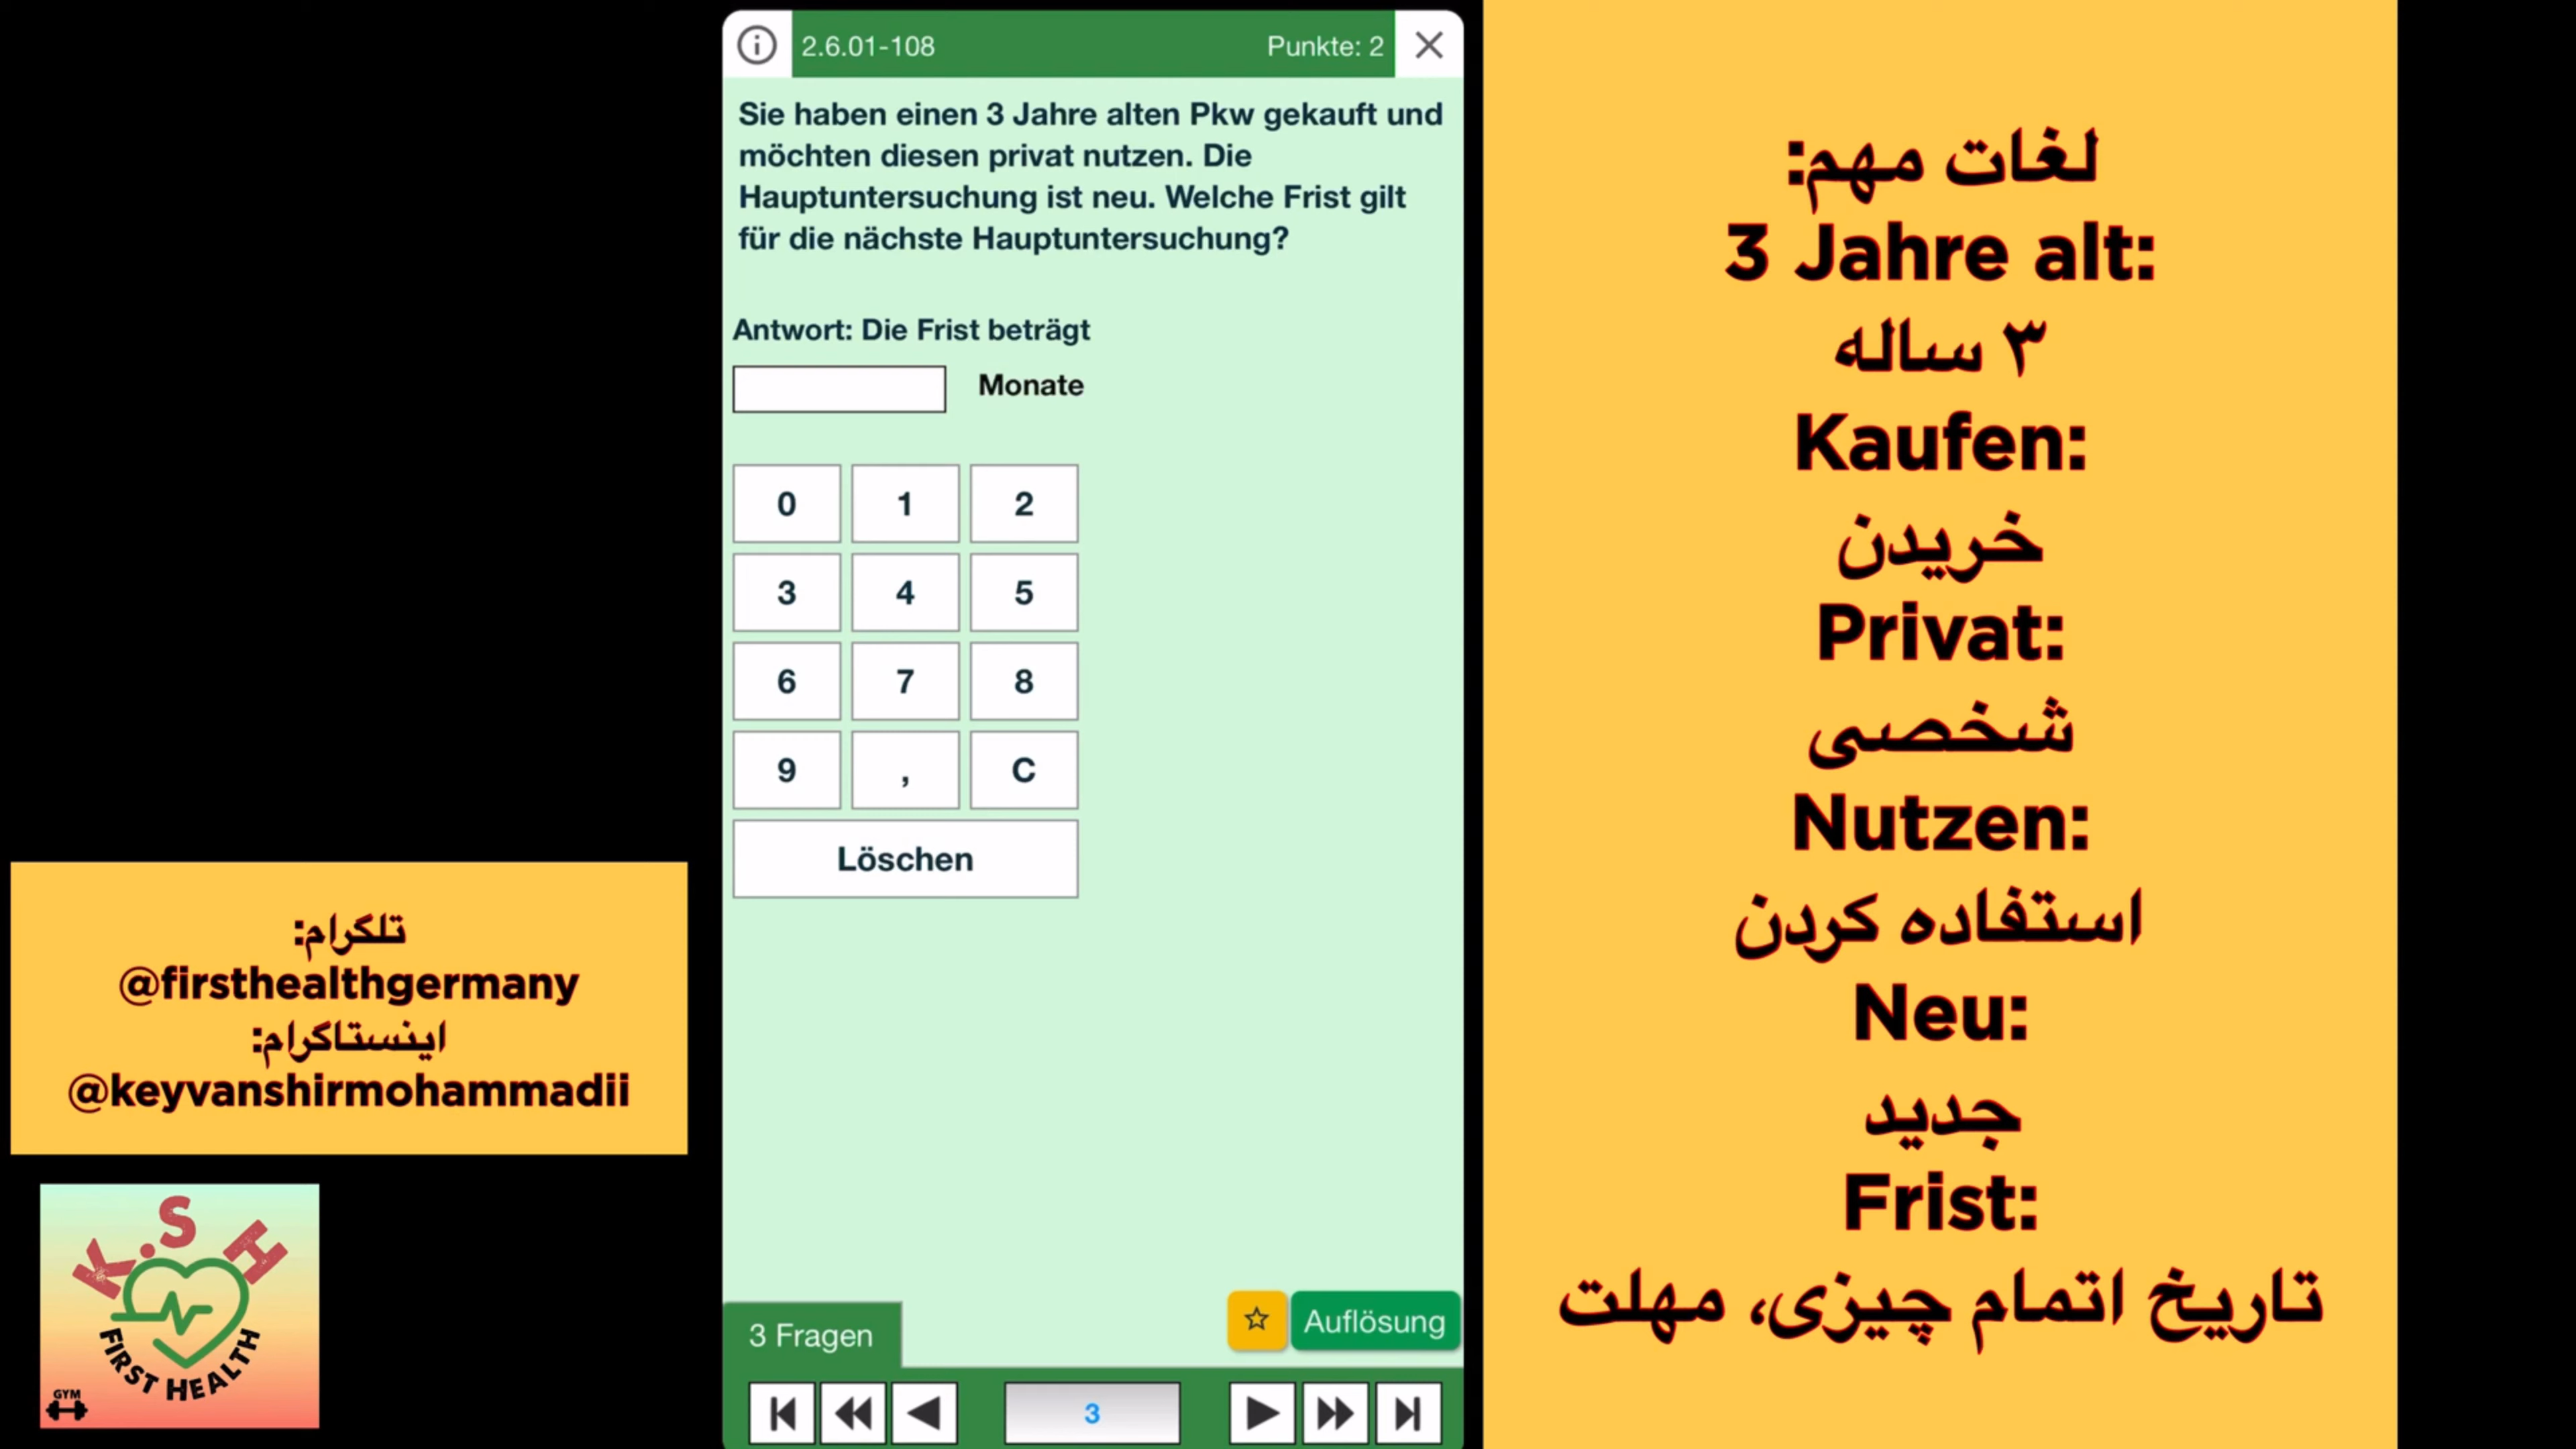 2.6.01-108
Punkte: 2
Sie haben einen 3 Jahre alten Pkw gekauft und
möchten diesen privat nutzen. Die
Hauptuntersuchung ist neu. Welche Frist gilt
für die nächste Hauptuntersuchung?
Antwort: Die Frist beträgt
Monate
0 1 2
3 4 5
6 7 8
9 , C
Löschen
3 Fragen
Auflösung
3
لغات مهم:
3 Jahre alt:
۳ ساله
Kaufen:
خریدن
Privat:
شخصی
Nutzen:
استفاده کردن
Neu:
جدید
Frist:
تاریخ اتمام چیزی، مهلت
تلگرام:
@firsthealthgermany
اینستاگرام:
@keyvanshirmohammadii
K.SH
FIRST HEALTH
GYM